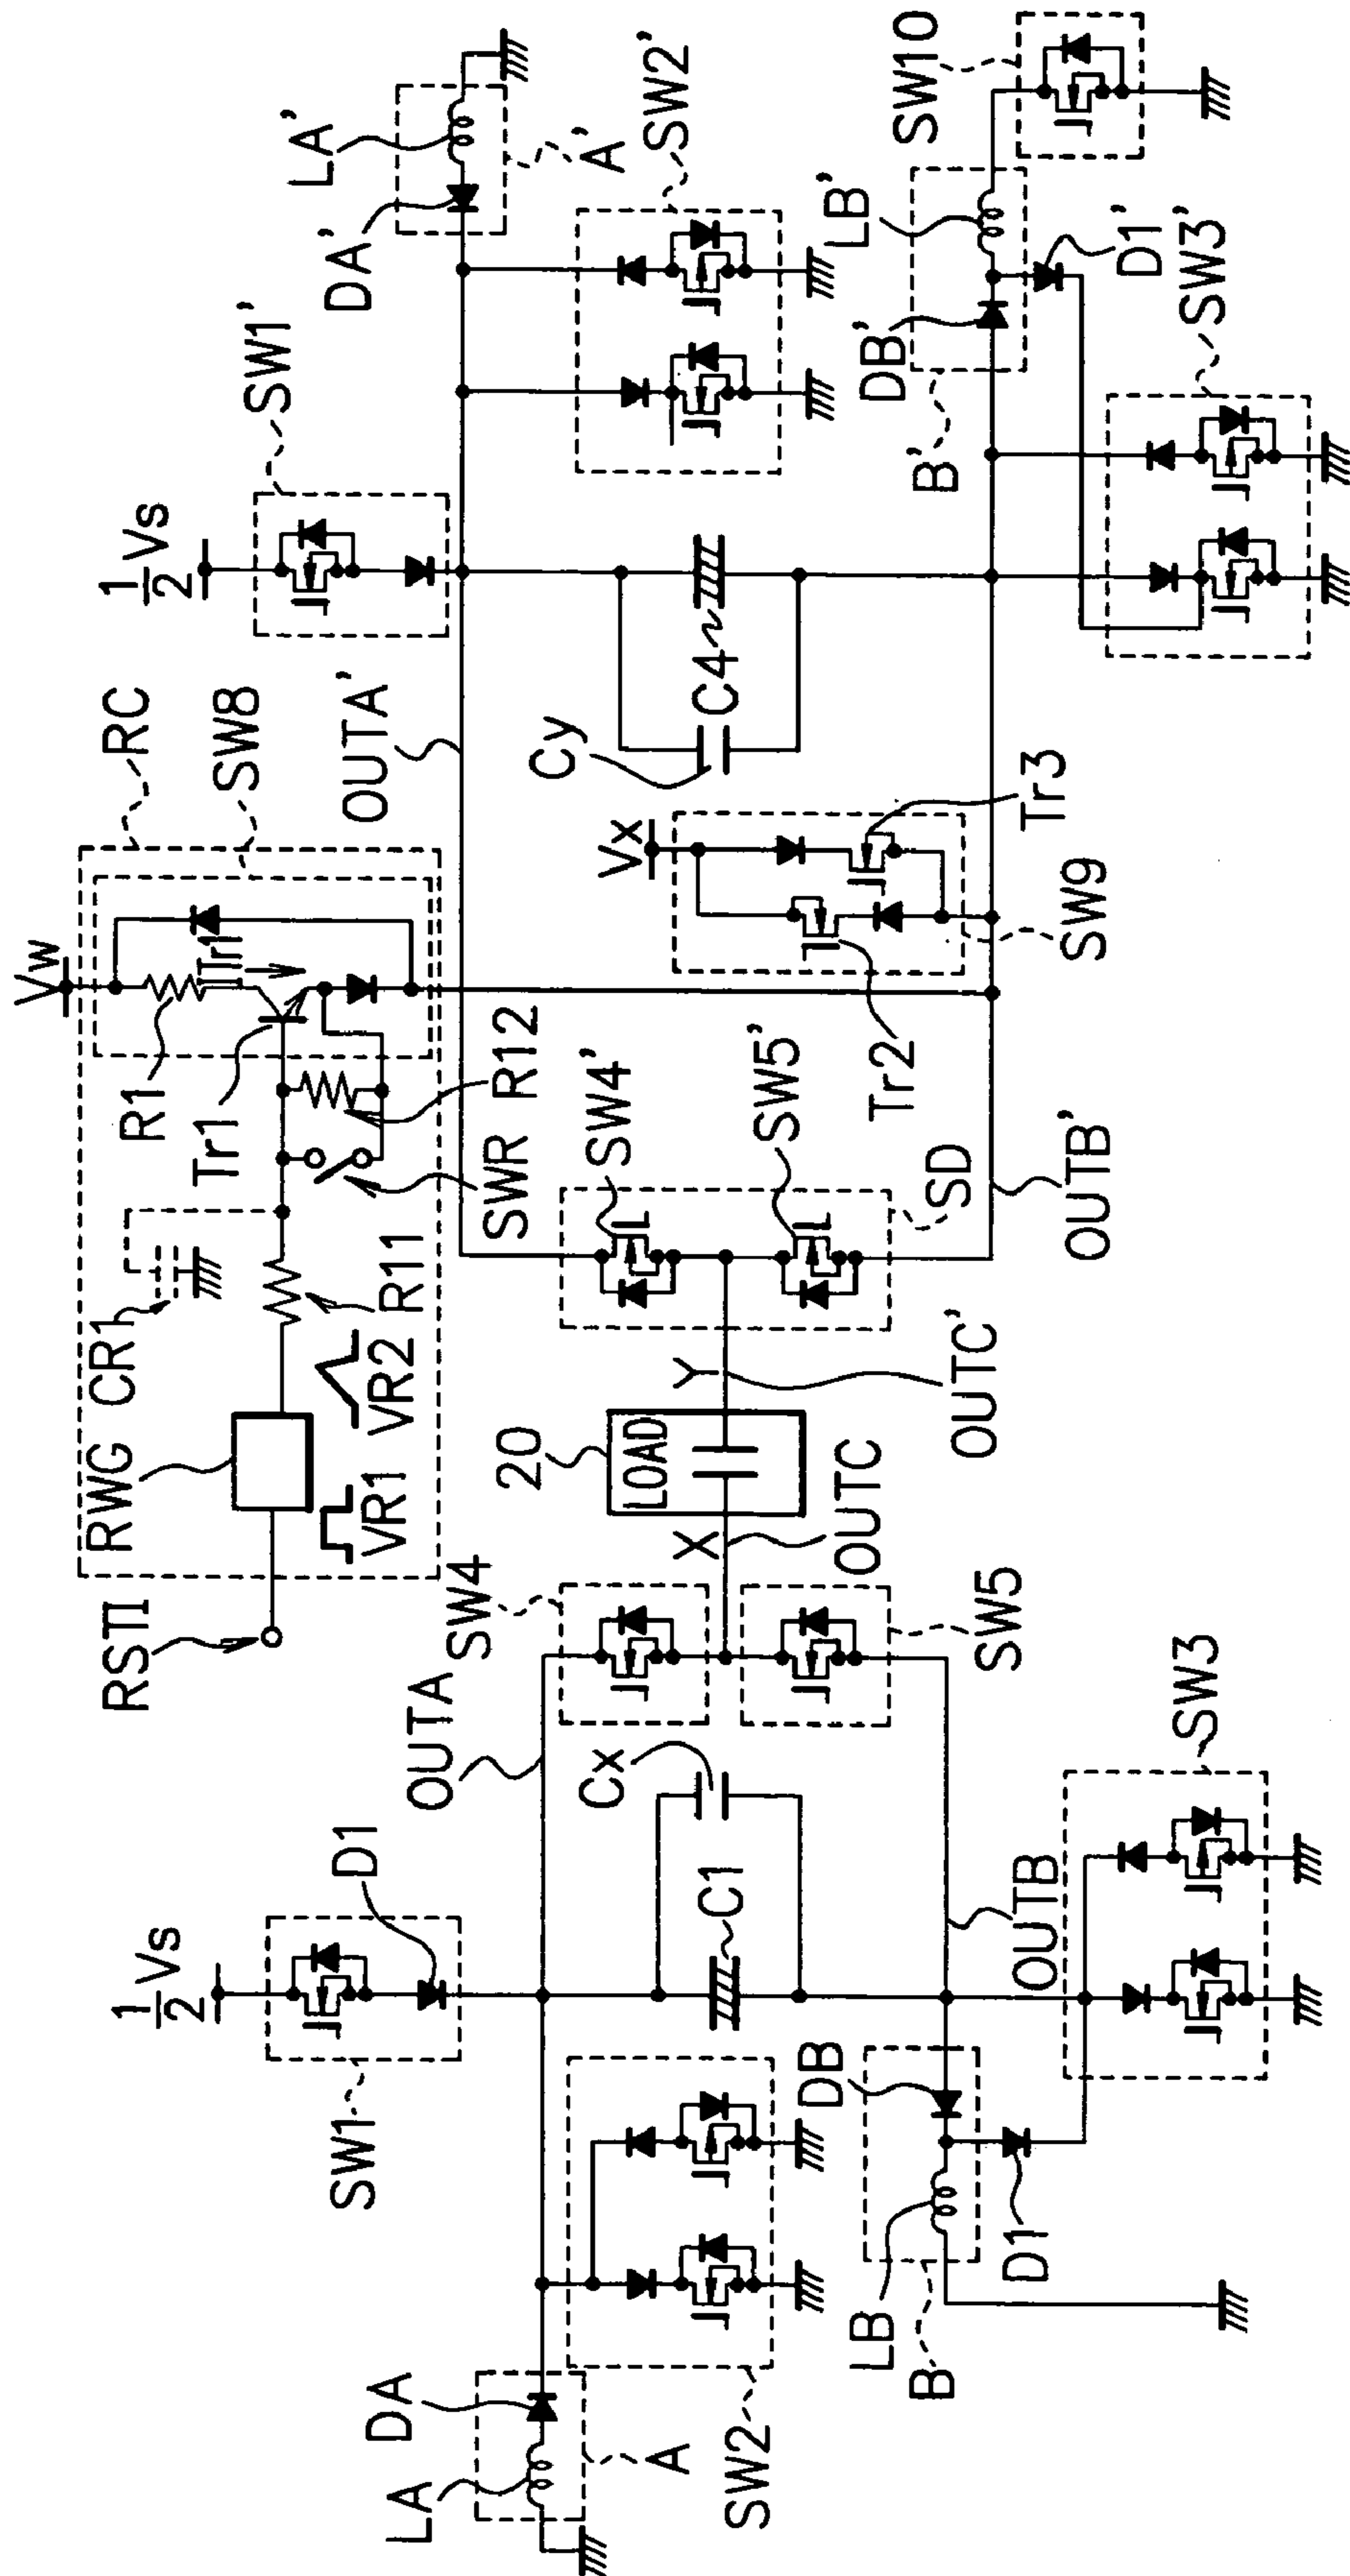 RSTI
RWG
CR1
VR1
VR2
R11
SWR
R12
Tr1
R1
ITr1
Vw
RC
SW8
OUTA'
1/2 Vs
SW1'
DA'
LA'
A'
SW2'
Cy
C4
Vx
Tr3
Tr2
SW9
SW4'
SW5'
SD
OUTB'
B'
DB'
LB'
SW10
D1'
SW3'
1/2 Vs
SW1
D1
OUTA
SW4
X
20
LOAD
Y
OUTC
OUTC'
SW5
Cx
C1
OUTB
SW3
DA
LA
A
SW2
DB
LB
B
D1